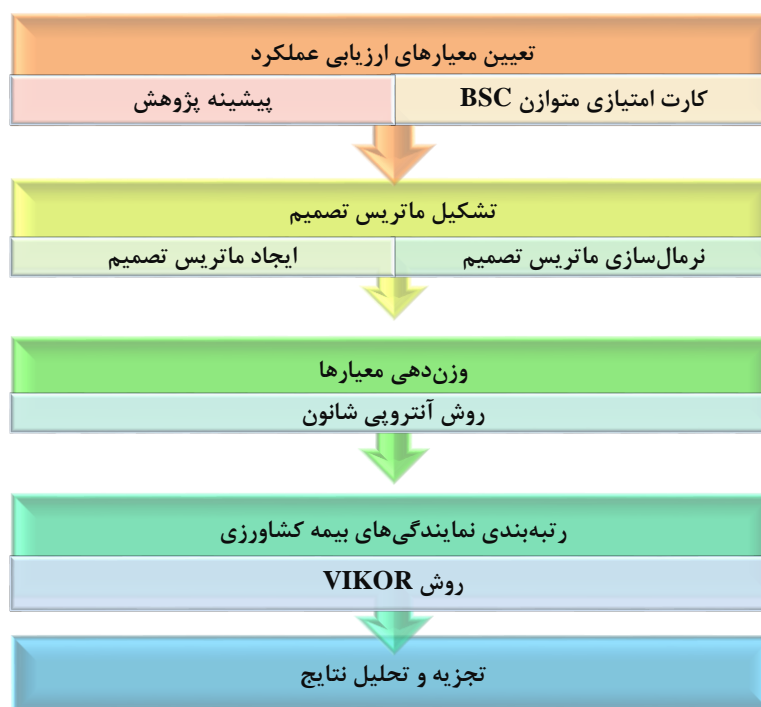 تعیین معیارهای ارزیابی عملکرد
کارت امتیازی متوازن BSC
پیشینه پژوهش
تشکیل ماتریس تصمیم
نرمال‌سازی ماتریس تصمیم
ایجاد ماتریس تصمیم
وزن‌دهی معیارها
روش آنتروپی شانون
رتبه‌بندی نمایندگی‌های بیمه کشاورزی
روش VIKOR
تجزیه و تحلیل نتایج